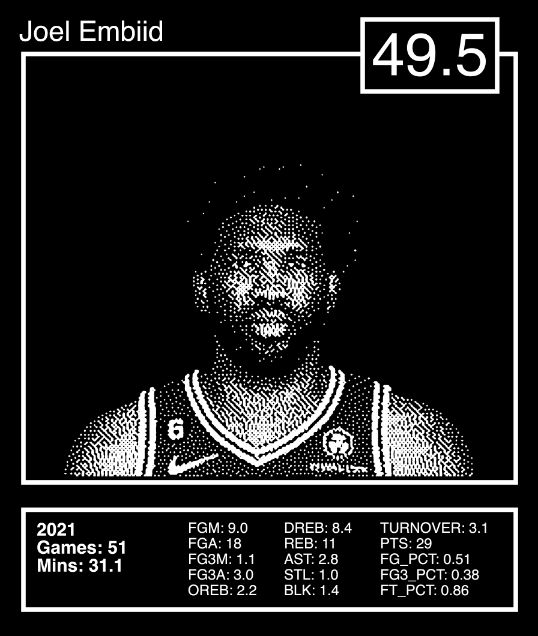 Joel Embiid
49.5
6
2021
Games: 51
Mins: 31.1
FGM: 9.0
FGA: 18
FG3M: 1.1
FG3A: 3.0
OREB: 2.2
DREB: 8.4
REB: 11
AST: 2.8
STL: 1.0
BLK: 1.4
TURNOVER: 3.1
PTS: 29
FG_PCT: 0.51
FG3_PCT: 0.38
FT_PCT: 0.86